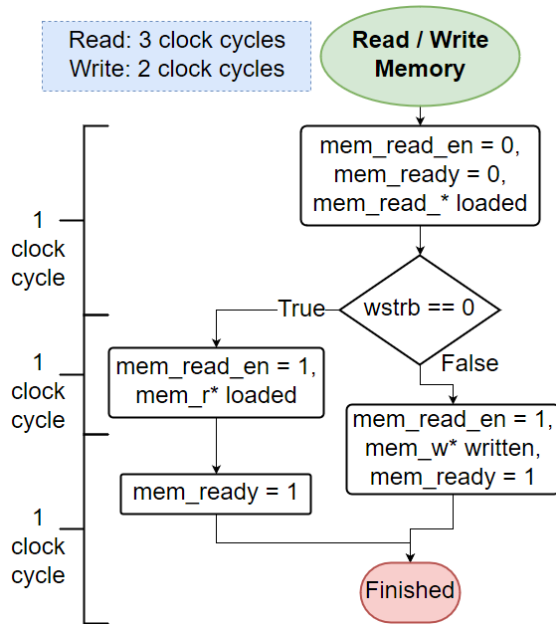 Read: 3 clock cycles
Write: 2 clock cycles
Read / Write
Memory
mem_read_en = 0,
mem_ready = 0,
mem_read_* loaded
1
clock
cycle
wstrb == 0
True
False
1
clock
cycle
mem_read_en = 1,
mem_r* loaded
mem_read_en = 1,
mem_w* written,
mem_ready = 1
mem_ready = 1
1
clock
cycle
Finished